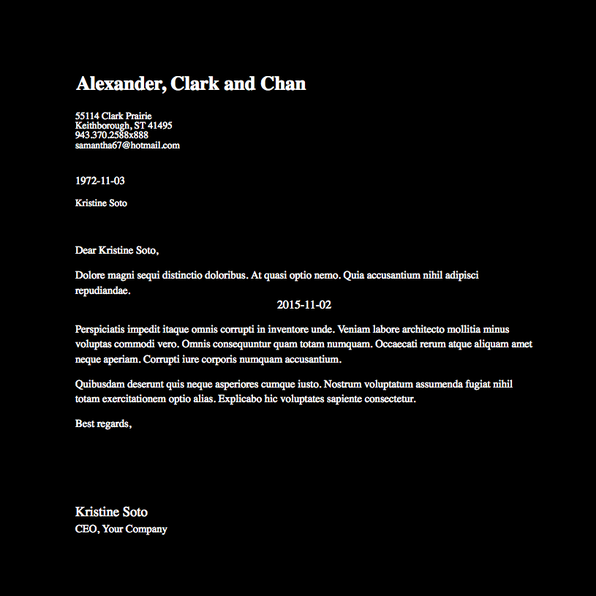 Alexander, Clark and Chan
55114 Clark Prairie
Keithborough, ST 41495
943.370.2588x888
samantha67@hotmail.com
1972-11-03
Kristine Soto
Dear Kristine Soto,
Dolore magni sequi distinctio doloribus. At quasi optio nemo. Quia accusantium nihil adipisci
repudiandae.
2015-11-02
Perspiciatis impedit itaque omnis corrupti in inventore unde. Veniam labore architecto mollitia minus
voluptas commodi vero. Omnis consequuntur quam totam numquam. Occaecati rerum atque aliquam amet
neque aperiam. Corrupti iure corporis numquam accusantium.
Quibusdam deserunt quis neque asperiores cumque iusto. Nostrum voluptatum assumenda fugiat nihil
totam exercitationem optio alias. Explicabo hic voluptates sapiente consectetur.
Best regards,
Kristine Soto
CEO, Your Company